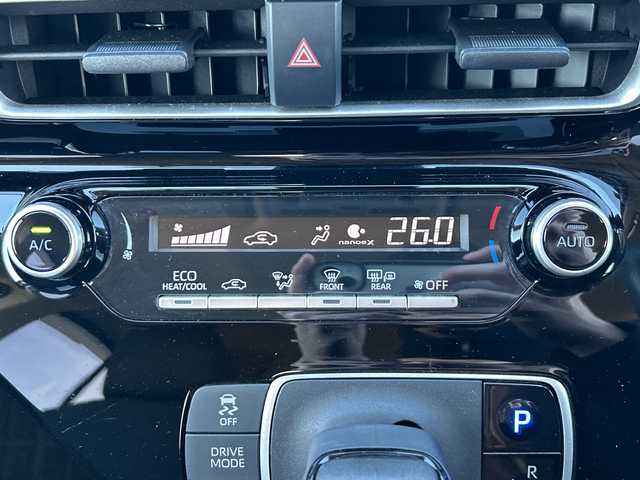 A/C
nanoeX
26.0
AUTO
ECO
HEAT/COOL
FRONT
REAR
OFF
OFF
DRIVE
MODE
P
R